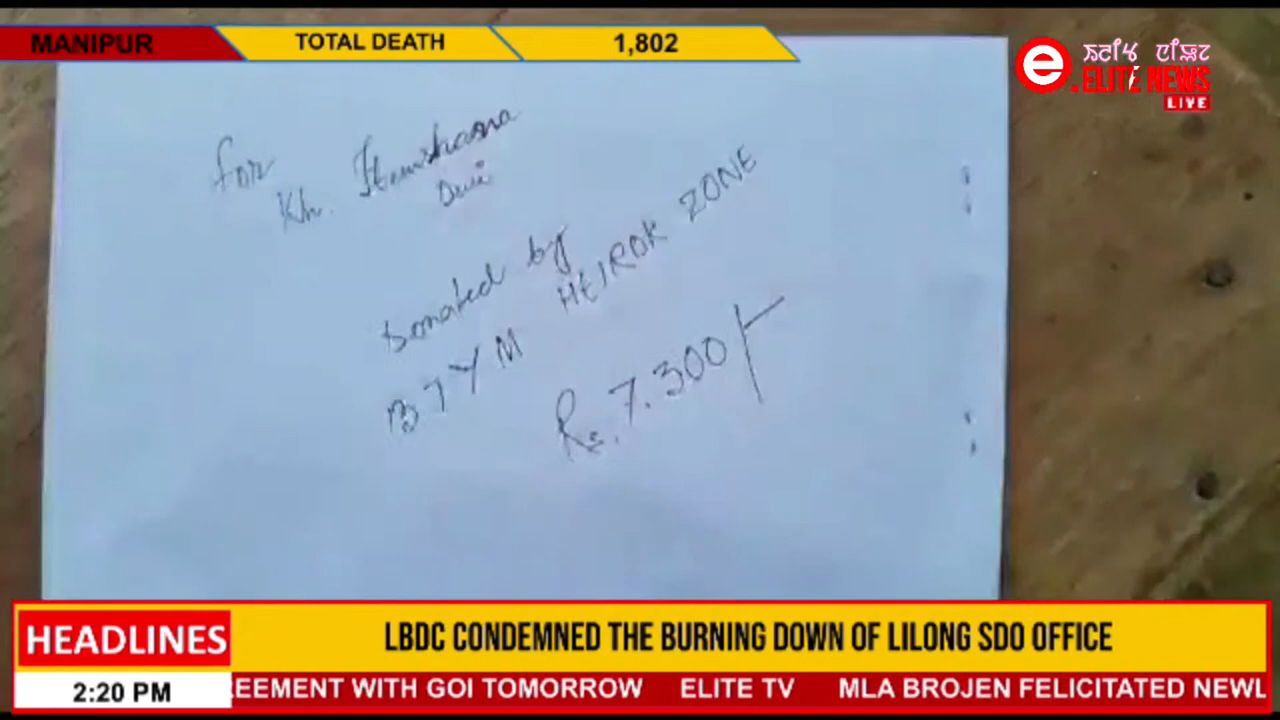 MANIPUR TOTAL DEATH 1,802
e. ELITE NEWS
LIVE
for
Kh.
Devi
Donated by
BJYM HEIROK ZONE
Rs. 7.300/-
HEADLINES
LBDC CONDEMNED THE BURNING DOWN OF LILONG SDO OFFICE
2:20 PM
REEMENT WITH GOI TOMORROW ELITE TV MLA BROJEN FELICITATED NEWL